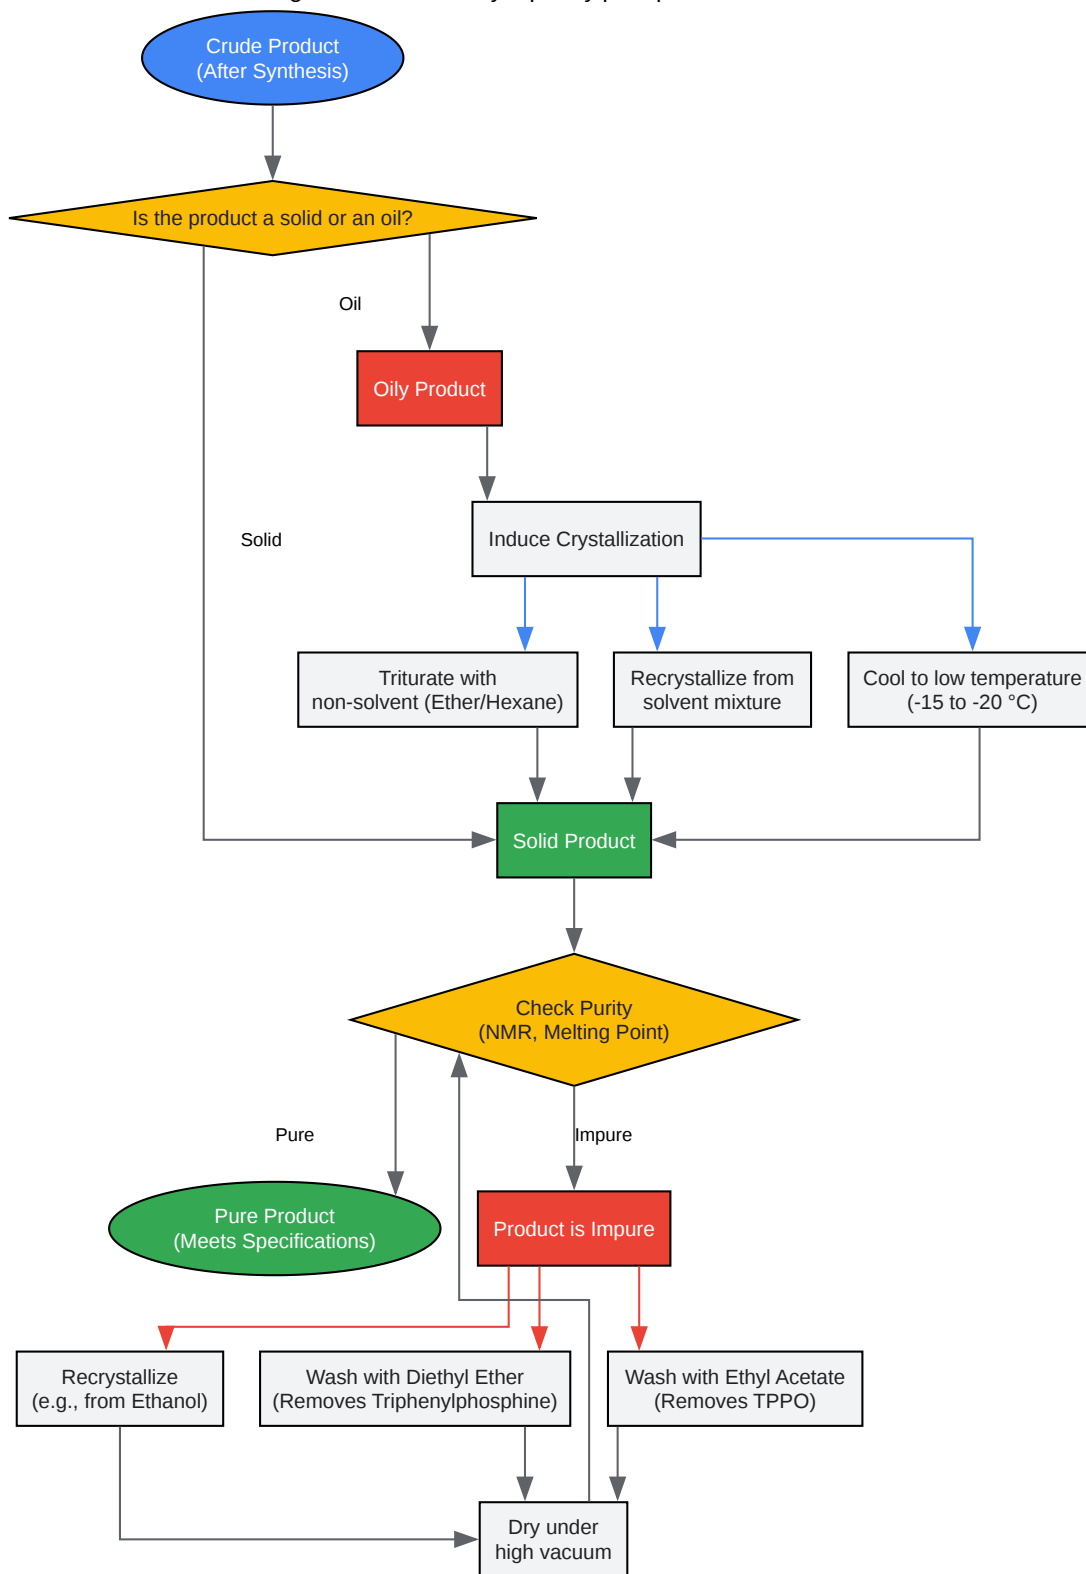 Crude Product
(After Synthesis)
Is the product a solid or an oil?
Oil
Oily Product
Solid
Induce Crystallization
Triturate with
non-solvent (Ether/Hexane)
Recrystallize from
solvent mixture
Cool to low temperature
(-15 to -20 °C)
Solid Product
Check Purity
(NMR, Melting Point)
Pure
Impure
Pure Product
(Meets Specifications)
Product is Impure
Recrystallize
(e.g., from Ethanol)
Wash with Diethyl Ether
(Removes Triphenylphosphine)
Wash with Ethyl Acetate
(Removes TPPO)
Dry under
high vacuum